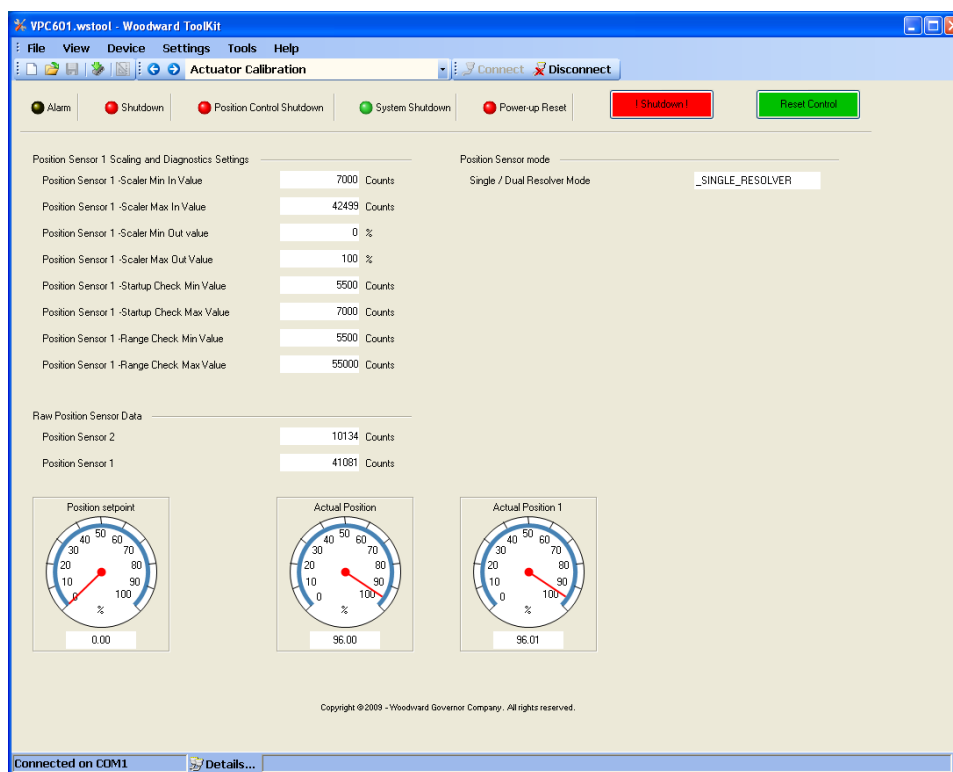 VPC601.wstool - Woodward ToolKit
File View Device Settings Tools Help
Actuator Calibration Connect Disconnect
Alarm Shutdown Position Control Shutdown System Shutdown Power-up Reset ! Shutdown ! Reset Control
Position Sensor 1 Scaling and Diagnostics Settings Position Sensor mode
Position Sensor 1 -Scaler Min In Value 7000 Counts Single / Dual Resolver Mode _SINGLE_RESOLVER
Position Sensor 1 -Scaler Max In Value 42499 Counts
Position Sensor 1 -Scaler Min Out value 0 %
Position Sensor 1 -Scaler Max Out Value 100 %
Position Sensor 1 -Startup Check Min Value 5500 Counts
Position Sensor 1 -Startup Check Max Value 7000 Counts
Position Sensor 1 -Range Check Min Value 5500 Counts
Position Sensor 1 -Range Check Max Value 55000 Counts
Raw Position Sensor Data
Position Sensor 2 10134 Counts
Position Sensor 1 41081 Counts
Position setpoint
0 10 20 30 40 50 60 70 80 90 100
%
0.00
Actual Position
0 10 20 30 40 50 60 70 80 90 100
%
96.00
Actual Position 1
0 10 20 30 40 50 60 70 80 90 100
%
96.01
Copyright © 2009 - Woodward Governor Company. All rights reserved.
Connected on COM1 Details...